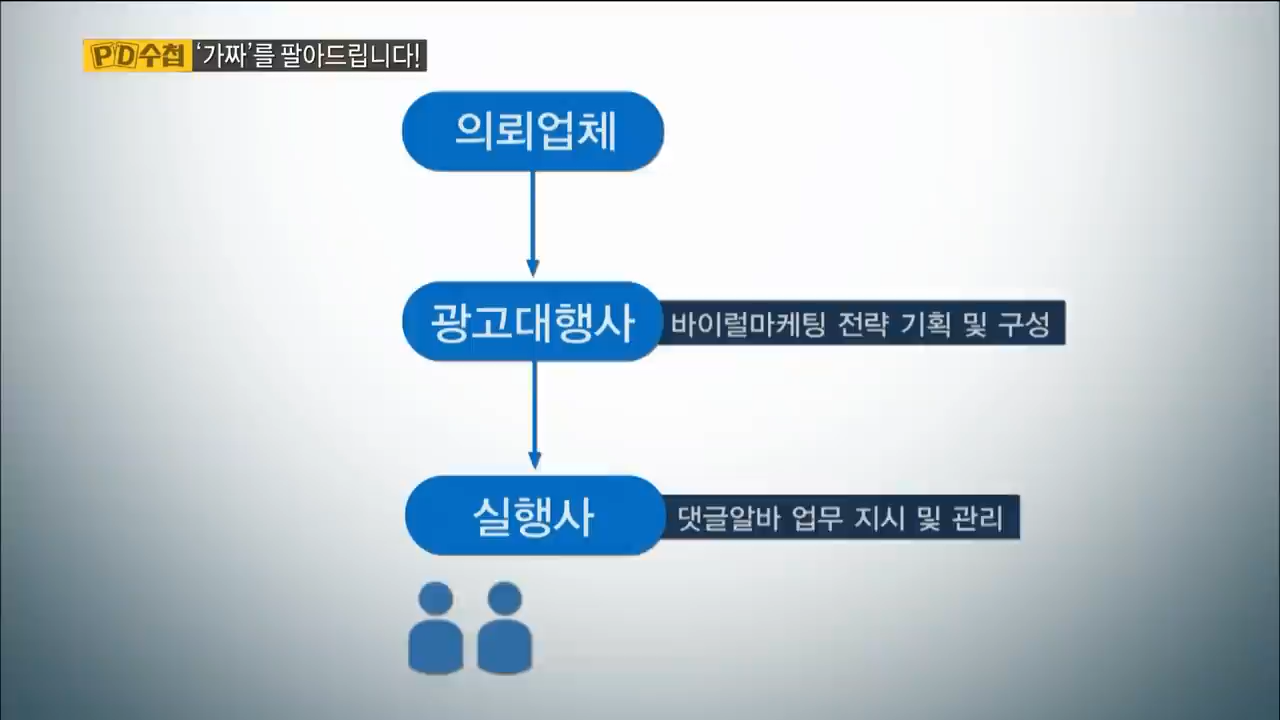 PD수첩 '가짜'를 팔아드립니다!
의뢰업체
광고대행사 바이럴마케팅 전략 기획 및 구성
실행사 댓글알바 업무 지시 및 관리